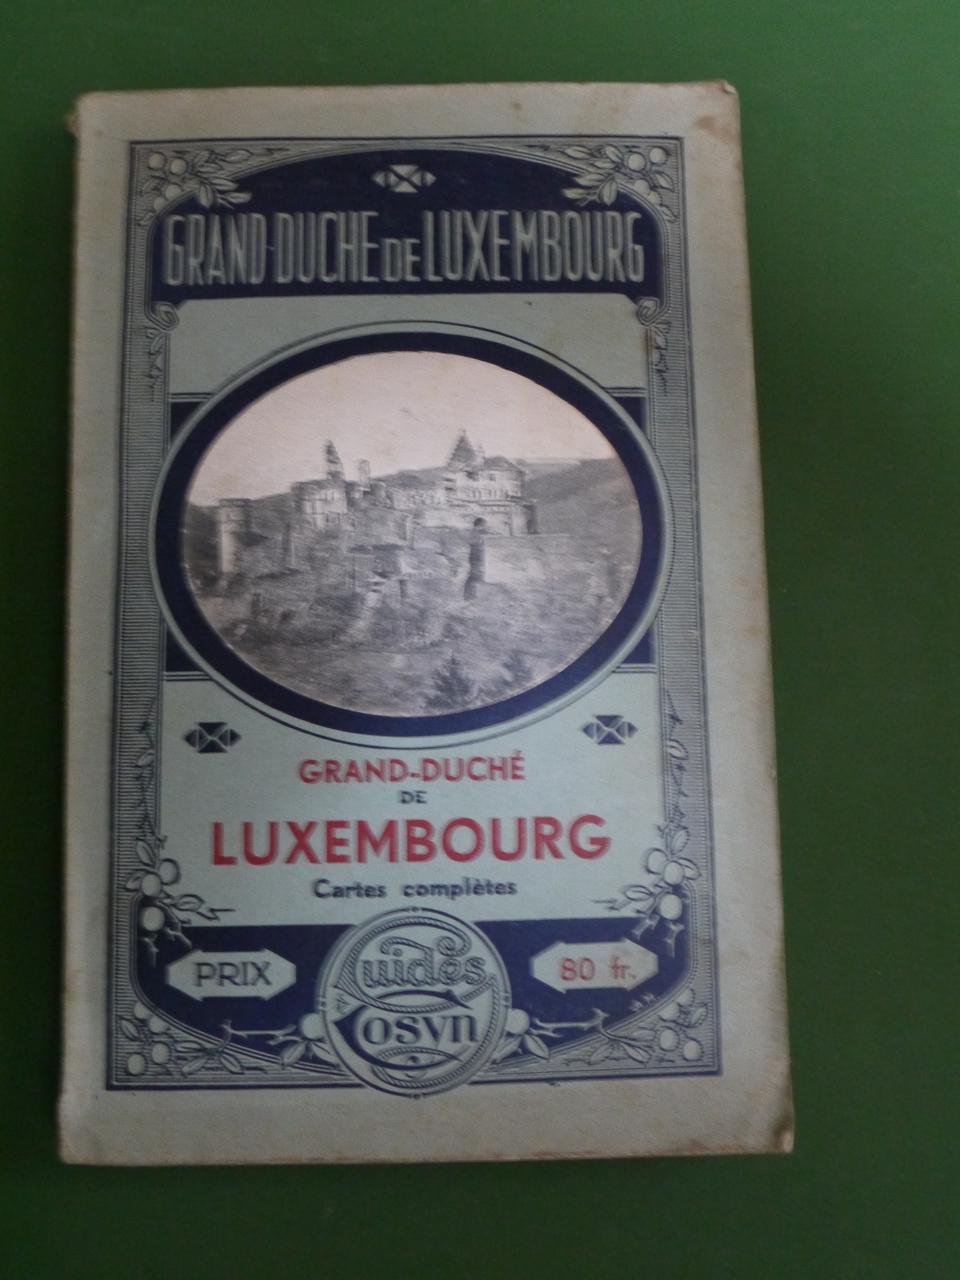 GRAND-DUCHE DE LUXEMBOURG
GRAND-DUCHÉ
DE
LUXEMBOURG
Cartes complètes
PRIX
Guides
Cosyn
80 fr.